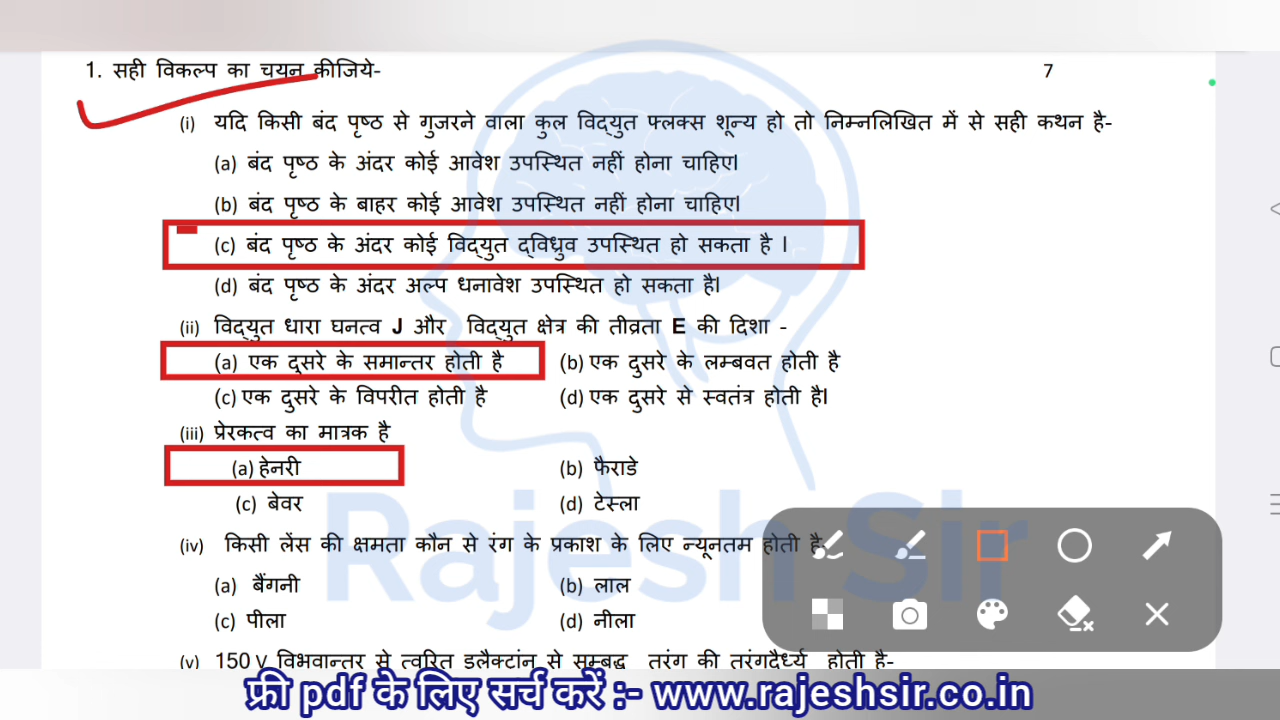 1. सही विकल्प का चयन कीजिये- 7
(i) यदि किसी बंद पृष्ठ से गुजरने वाला कुल विद्युत फ्लक्स शून्य हो तो निम्नलिखित में से सही कथन है-
(a) बंद पृष्ठ के अंदर कोई आवेश उपस्थित नहीं होना चाहिए।
(b) बंद पृष्ठ के बाहर कोई आवेश उपस्थित नहीं होना चाहिए।
(c) बंद पृष्ठ के अंदर कोई विद्युत द्विध्रुव उपस्थित हो सकता है ।
(d) बंद पृष्ठ के अंदर अल्प धनावेश उपस्थित हो सकता है।
(ii) विद्युत धारा घनत्व J और विद्युत क्षेत्र की तीव्रता E की दिशा -
(a) एक दूसरे के समान्तर होती है (b) एक दुसरे के लम्बवत होती है
(c) एक दुसरे के विपरीत होती है (d) एक दुसरे से स्वतंत्र होती है।
(iii) प्रेरकत्व का मात्रक है
(a) हेनरी (b) फैराडे
(c) बेवर (d) टेस्ला
(iv) किसी लेंस की क्षमता कौन से रंग के प्रकाश के लिए न्यूनतम होती है
(a) बैंगनी (b) लाल
(c) पीला (d) नीला
(v) 150 V विभवान्तर से त्वरित इलैक्टांन से सम्बद्ध तरंग की तरंगदैर्ध्य होती है-
Rajesh Sir
फ्री pdf के लिए सर्च करें :- www.rajeshsir.co.in